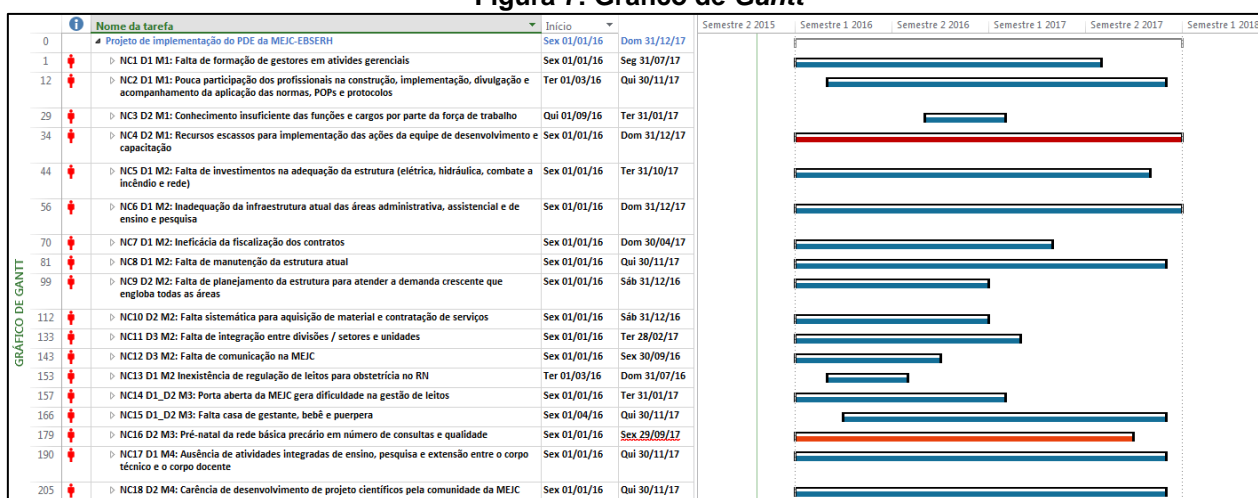 Figura 7: Gráfico de Gantt
Nome da tarefa Início Semestre 2 2015 Semestre 1 2016 Semestre 2 2016 Semestre 1 2017 Semestre 2 2017 Semestre 1 2018
0 Projeto de implementação do PDE da MEJC-EBSERH Sex 01/01/16 Dom 31/12/17
1 NC1 D1 M1: Falta de formação de gestores em ativides gerenciais Sex 01/01/16 Seg 31/07/17
12 NC2 D1 M1: Pouca participação dos profissionais na construção, implementação, divulgação e Ter 01/03/16 Qui 30/11/17
acompanhamento da aplicação das normas, POPs e protocolos
29 NC3 D2 M1: Conhecimento insuficiente das funções e cargos por parte da força de trabalho Qui 01/09/16 Ter 31/01/17
34 NC4 D2 M1: Recursos escassos para implementação das ações da equipe de desenvolvimento e Sex 01/01/16 Dom 31/12/17
capacitação
44 NC5 D1 M2: Falta de investimentos na adequação da estrutura (elétrica, hidráulica, combate a Sex 01/01/16 Ter 31/10/17
incêndio e rede)
56 NC6 D1 M2: Inadequação da infraestrutura atual das áreas administrativa, assistencial e de Sex 01/01/16 Dom 31/12/17
ensino e pesquisa
70 NC7 D1 M2: Ineficácia da fiscalização dos contratos Sex 01/01/16 Dom 30/04/17
81 NC8 D1 M2: Falta de manutenção da estrutura atual Sex 01/01/16 Qui 30/11/17
99 NC9 D2 M2: Falta de planejamento da estrutura para atender a demanda crescente que Sex 01/01/16 Sáb 31/12/16
engloba todas as áreas
112 NC10 D2 M2: Falta sistemática para aquisição de material e contratação de serviços Sex 01/01/16 Sáb 31/12/16
133 NC11 D3 M2: Falta de integração entre divisões / setores e unidades Sex 01/01/16 Ter 28/02/17
143 NC12 D3 M2: Falta de comunicação na MEJC Sex 01/01/16 Sex 30/09/16
153 NC13 D1 M2 Inexistência de regulação de leitos para obstetrícia no RN Ter 01/03/16 Dom 31/07/16
157 NC14 D1_D2 M3: Porta aberta da MEJC gera dificuldade na gestão de leitos Sex 01/01/16 Ter 31/01/17
166 NC15 D1_D2 M3: Falta casa de gestante, bebê e puerpera Sex 01/04/16 Qui 30/11/17
179 NC16 D2 M3: Pré-natal da rede básica precário em número de consultas e qualidade Sex 01/01/16 Sex 29/09/17
190 NC17 D1 M4: Ausência de atividades integradas de ensino, pesquisa e extensão entre o corpo Sex 01/01/16 Qui 30/11/17
técnico e o corpo docente
205 NC18 D2 M4: Carência de desenvolvimento de projeto científicos pela comunidade da MEJC Sex 01/01/16 Qui 30/11/17
GRÁFICO DE GANTT